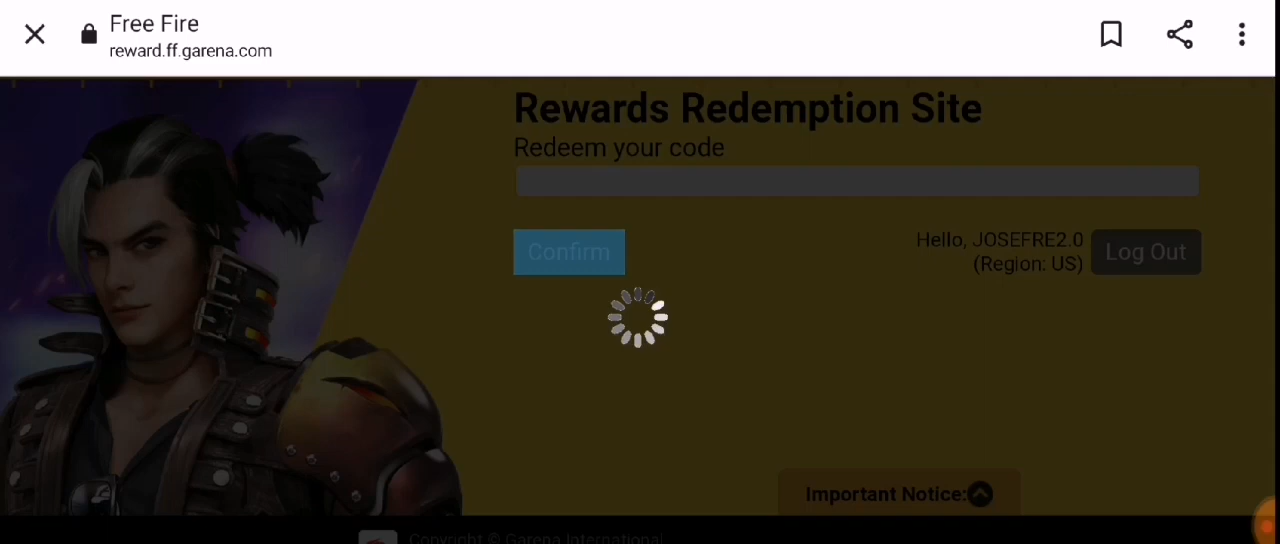 Free Fire
reward.ff.garena.com
Rewards Redemption Site
Redeem your code
Confirm
Hello, JOSEFRE2.0
(Region: US)
Log Out
Important Notice:
Copyright © Garena International